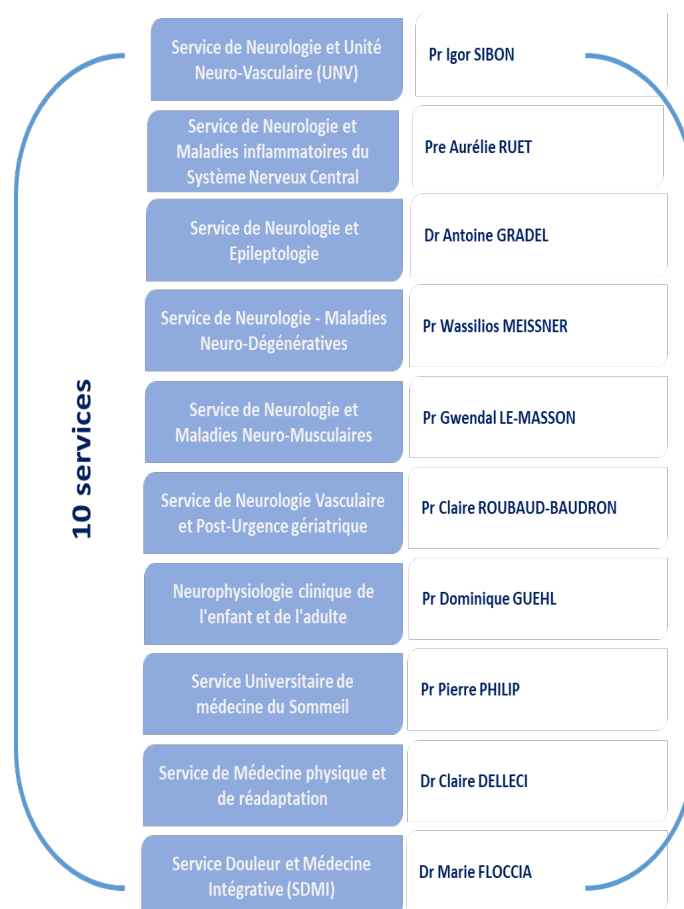 10 services
Service de Neurologie et Unité
Neuro-Vasculaire (UNV)
Pr Igor SIBON
Service de Neurologie et
Maladies inflammatoires du
Système Nerveux Central
Pre Aurélie RUET
Service de Neurologie et
Epileptologie
Dr Antoine GRADEL
Service de Neurologie - Maladies
Neuro-Dégénératives
Pr Wassilios MEISSNER
Service de Neurologie et
Maladies Neuro-Musculaires
Pr Gwendal LE-MASSON
Service de Neurologie Vasculaire
et Post-Urgence gériatrique
Pr Claire ROUBAUD-BAUDRON
Neurophysiologie clinique de
l'enfant et de l'adulte
Pr Dominique GUEHL
Service Universitaire de
médecine du Sommeil
Pr Pierre PHILIP
Service de Médecine physique et
de réadaptation
Dr Claire DELLECI
Service Douleur et Médecine
Intégrative (SDMI)
Dr Marie FLOCCIA